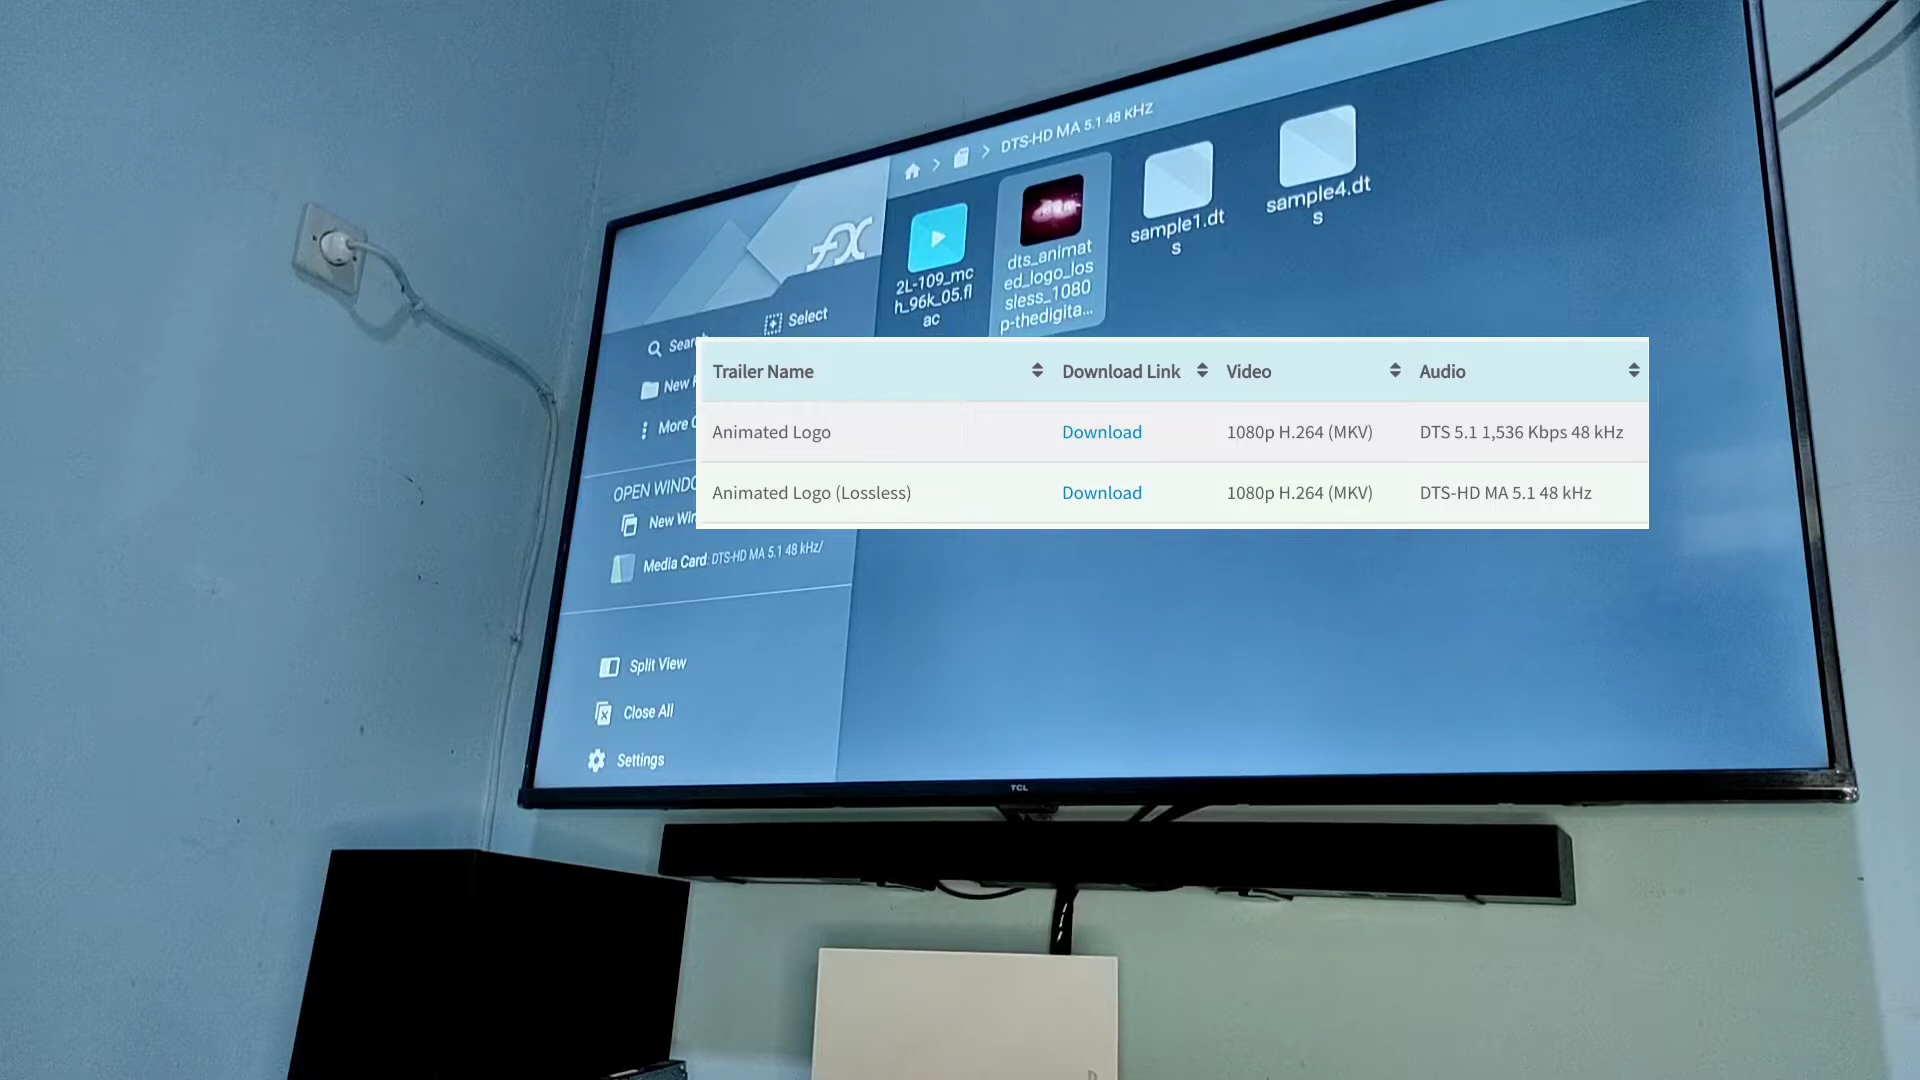 DTS-HD MA 5.1 48 KHZ
fx
2L-109_mc
h_96k_05.fl
ac
dts_animat
ed_logo_los
sless_1080
p-thedigita...
sample1.dt
s
sample4.dt
s
Select
New
More
OPEN
New
Media Card: DTS-HD MA 5.1 48 kHz/
Split View
Close All
Settings
Trailer Name Download Link Video Audio
Animated Logo Download 1080p H.264 (MKV) DTS 5.1 1,536 Kbps 48 kHz
Animated Logo (Lossless) Download 1080p H.264 (MKV) DTS-HD MA 5.1 48 kHz
TCL